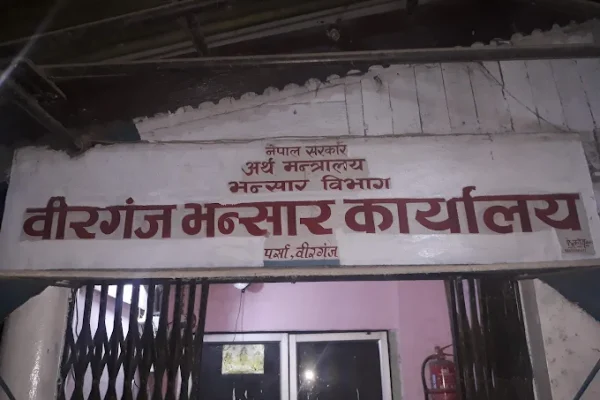 नेपाल सरकार
अर्थ मन्त्रालय
भन्सार विभाग
वीरगंज भन्सार कार्यालय
पर्सा, वीरगंज